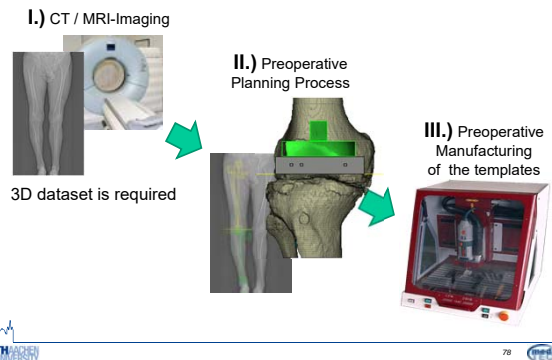 I.) CT / MRI-Imaging
II.) Preoperative
Planning Process
III.) Preoperative
Manufacturing
of the templates
3D dataset is required
78